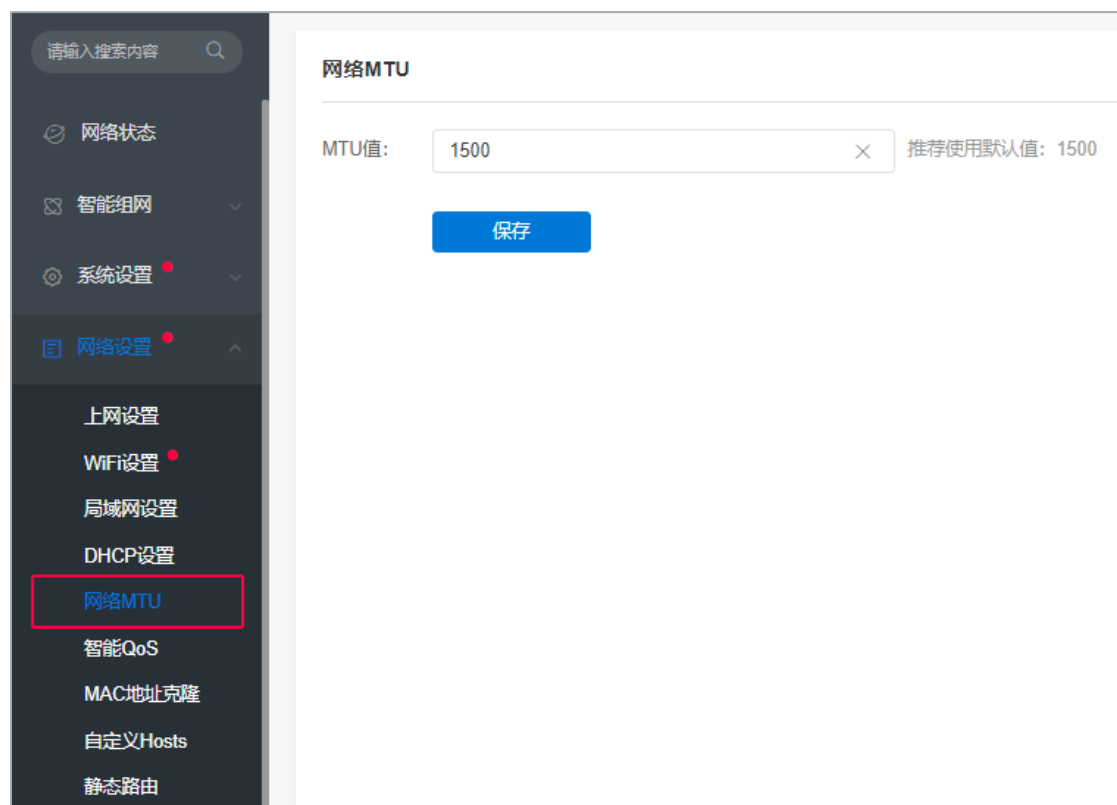 请输入搜索内容
网络状态
智能组网
系统设置
网络设置
上网设置
WiFi设置
局域网设置
DHCP设置
网络MTU
智能QoS
MAC地址克隆
自定义Hosts
静态路由
网络MTU
MTU值: 1500 推荐使用默认值: 1500
保存